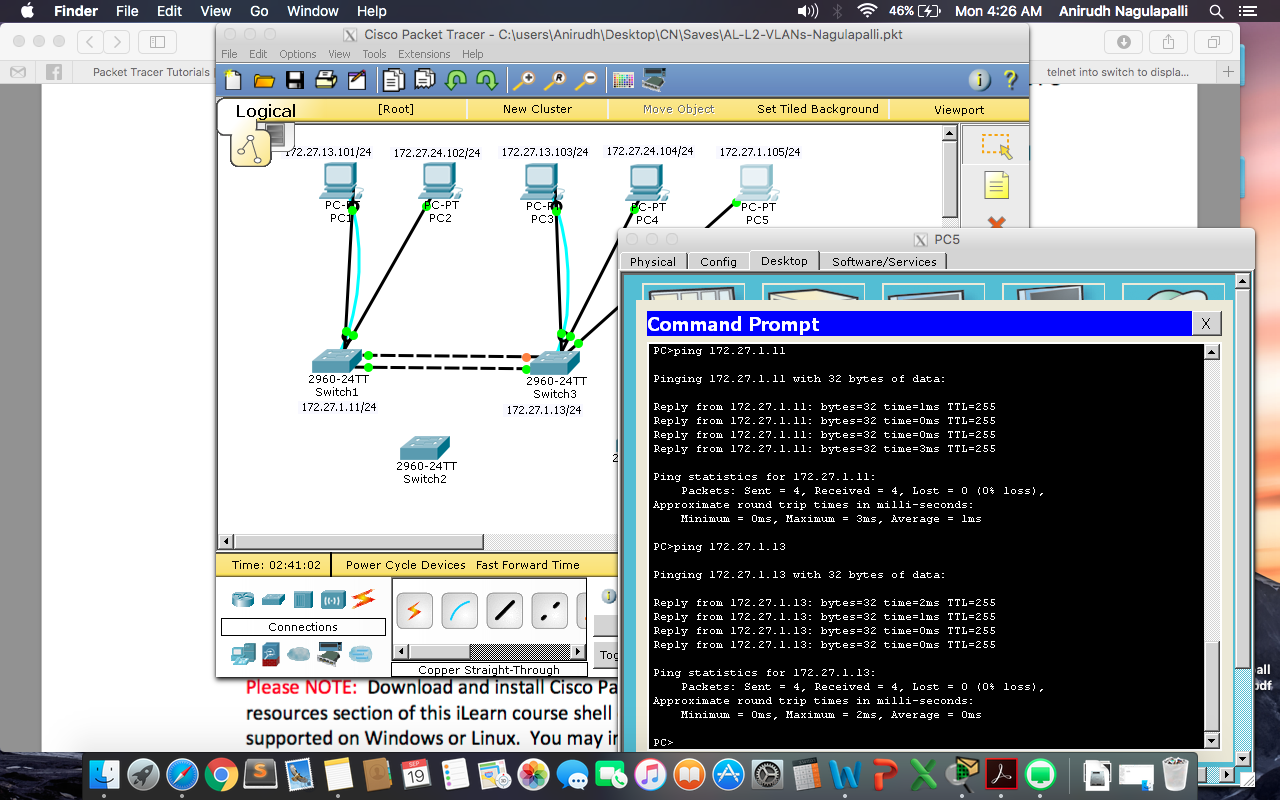 Finder File Edit View Go Window Help 46% Mon 4:26 AM Anirudh Nagulapalli
Cisco Packet Tracer - C:\users\Anirudh\Desktop\CN\Saves\AL-L2-VLANs-Nagulapalli.pkt
File Edit Options View Tools Extensions Help
Packet Tracer Tutorials
telnet into switch to displa...
Logical [Root] New Cluster Move Object Set Tiled Background Viewport
172.27.13.101/24 172.27.24.102/24 172.27.13.103/24 172.27.24.104/24 172.27.1.105/24
PC-PT PC-PT PC-PT PC-PT PC-PT
PC1 PC2 PC3 PC4 PC5
2960-24TT
Switch1
172.27.1.11/24
2960-24TT
Switch3
172.27.1.13/24
2960-24TT
Switch2
2
Time: 02:41:02 Power Cycle Devices Fast Forward Time
Connections
Copper Straight-Through
Tog
PC5
Physical Config Desktop Software/Services
Command Prompt X
PC>ping 172.27.1.11
Pinging 172.27.1.11 with 32 bytes of data:
Reply from 172.27.1.11: bytes=32 time=1ms TTL=255
Reply from 172.27.1.11: bytes=32 time=0ms TTL=255
Reply from 172.27.1.11: bytes=32 time=0ms TTL=255
Reply from 172.27.1.11: bytes=32 time=3ms TTL=255
Ping statistics for 172.27.1.11:
Packets: Sent = 4, Received = 4, Lost = 0 (0% loss),
Approximate round trip times in milli-seconds:
Minimum = 0ms, Maximum = 3ms, Average = 1ms
PC>ping 172.27.1.13
Pinging 172.27.1.13 with 32 bytes of data:
Reply from 172.27.1.13: bytes=32 time=2ms TTL=255
Reply from 172.27.1.13: bytes=32 time=1ms TTL=255
Reply from 172.27.1.13: bytes=32 time=0ms TTL=255
Reply from 172.27.1.13: bytes=32 time=0ms TTL=255
Ping statistics for 172.27.1.13:
Packets: Sent = 4, Received = 4, Lost = 0 (0% loss),
Approximate round trip times in milli-seconds:
Minimum = 0ms, Maximum = 2ms, Average = 0ms
PC>
Please NOTE: Download and install Cisco Pa
resources section of this iLearn course shell
supported on Windows or Linux. You may in
all
pdf
SEP
19